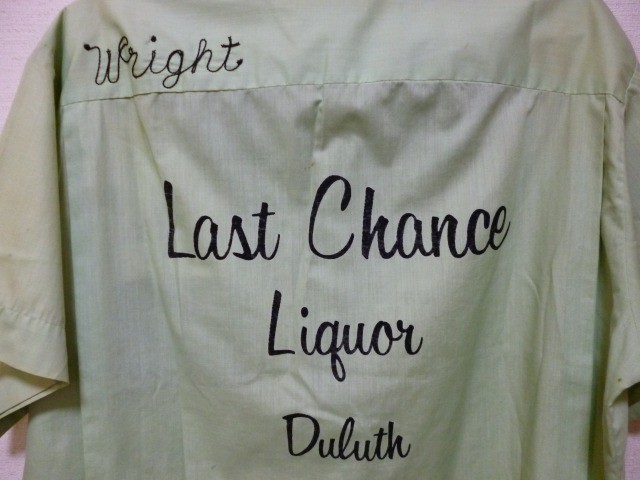 Wright
Last Chance
Liquor
Duluth